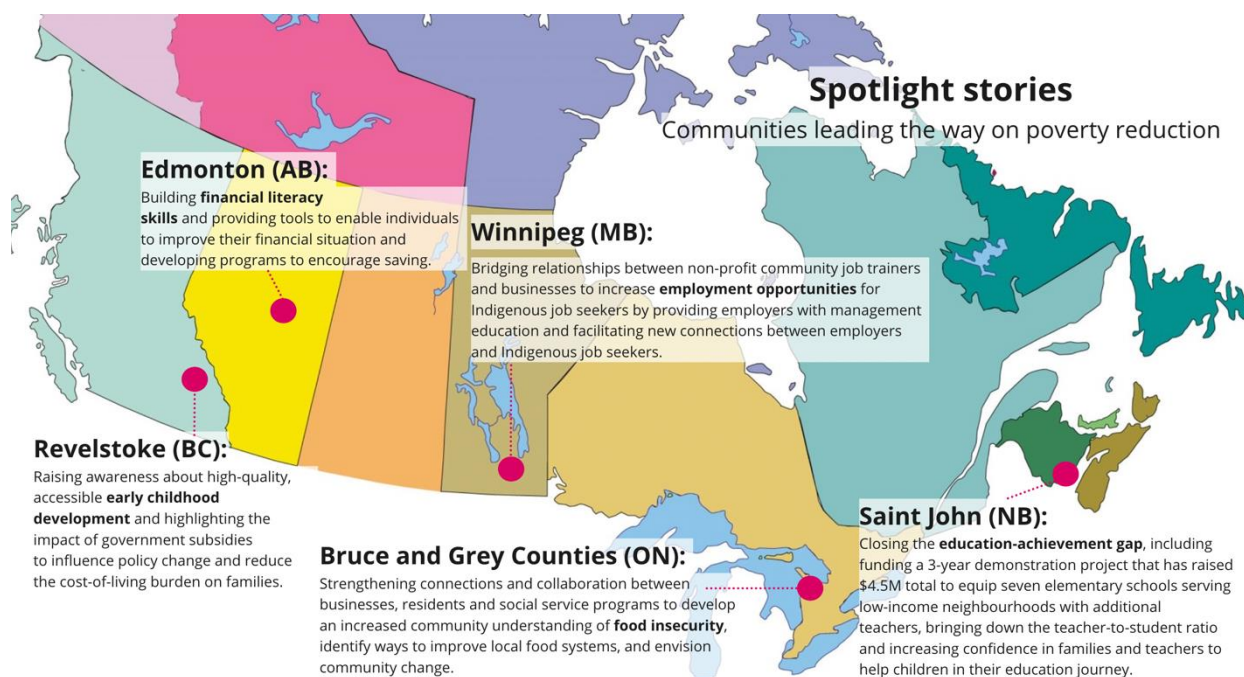 Spotlight stories
Communities leading the way on poverty reduction
Edmonton (AB):
Building financial literacy
skills and providing tools to enable individuals
to improve their financial situation and
developing programs to encourage saving.
Winnipeg (MB):
Bridging relationships between non-profit community job trainers
and businesses to increase employment opportunities for
Indigenous job seekers by providing employers with management
education and facilitating new connections between employers
and Indigenous job seekers.
Revelstoke (BC):
Raising awareness about high-quality,
accessible early childhood
development and highlighting the
impact of government subsidies
to influence policy change and reduce
the cost-of-living burden on families.
Bruce and Grey Counties (ON):
Strengthening connections and collaboration between
businesses, residents and social service programs to develop
an increased community understanding of food insecurity,
identify ways to improve local food systems, and envision
community change.
Saint John (NB):
Closing the education-achievement gap, including
funding a 3-year demonstration project that has raised
$4.5M total to equip seven elementary schools serving
low-income neighbourhoods with additional
teachers, bringing down the teacher-to-student ratio
and increasing confidence in families and teachers to
help children in their education journey.